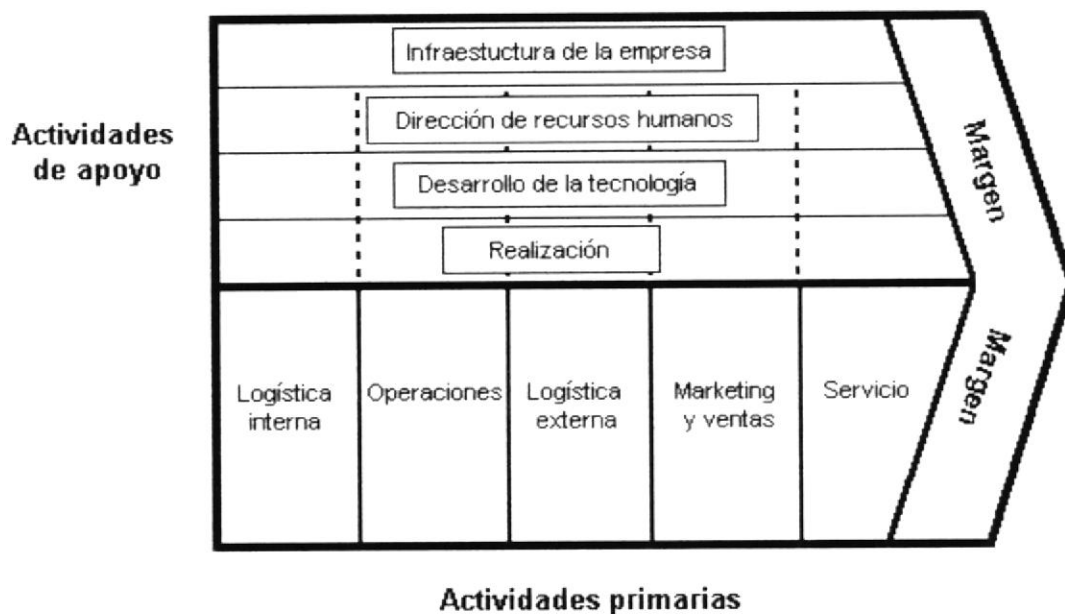 Infraestuctura de la empresa
Actividades
de apoyo
Dirección de recursos humanos
Desarrollo de la tecnología
Realización
Margen
Margen
Logística
interna
Operaciones
Logística
externa
Marketing
y ventas
Servicio
Actividades primarias